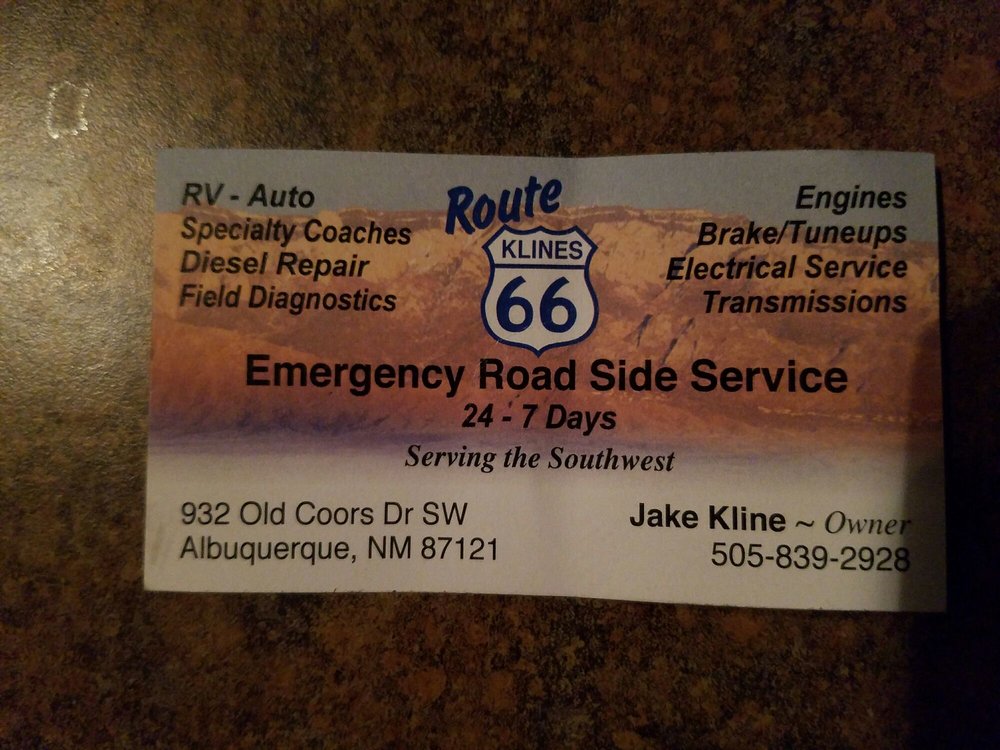 RV - Auto
Specialty Coaches
Diesel Repair
Field Diagnostics
Route
KLINES
66
Engines
Brake/Tuneups
Electrical Service
Transmissions
Emergency Road Side Service
24 - 7 Days
Serving the Southwest
932 Old Coors Dr SW
Albuquerque, NM 87121
Jake Kline ~ Owner
505-839-2928